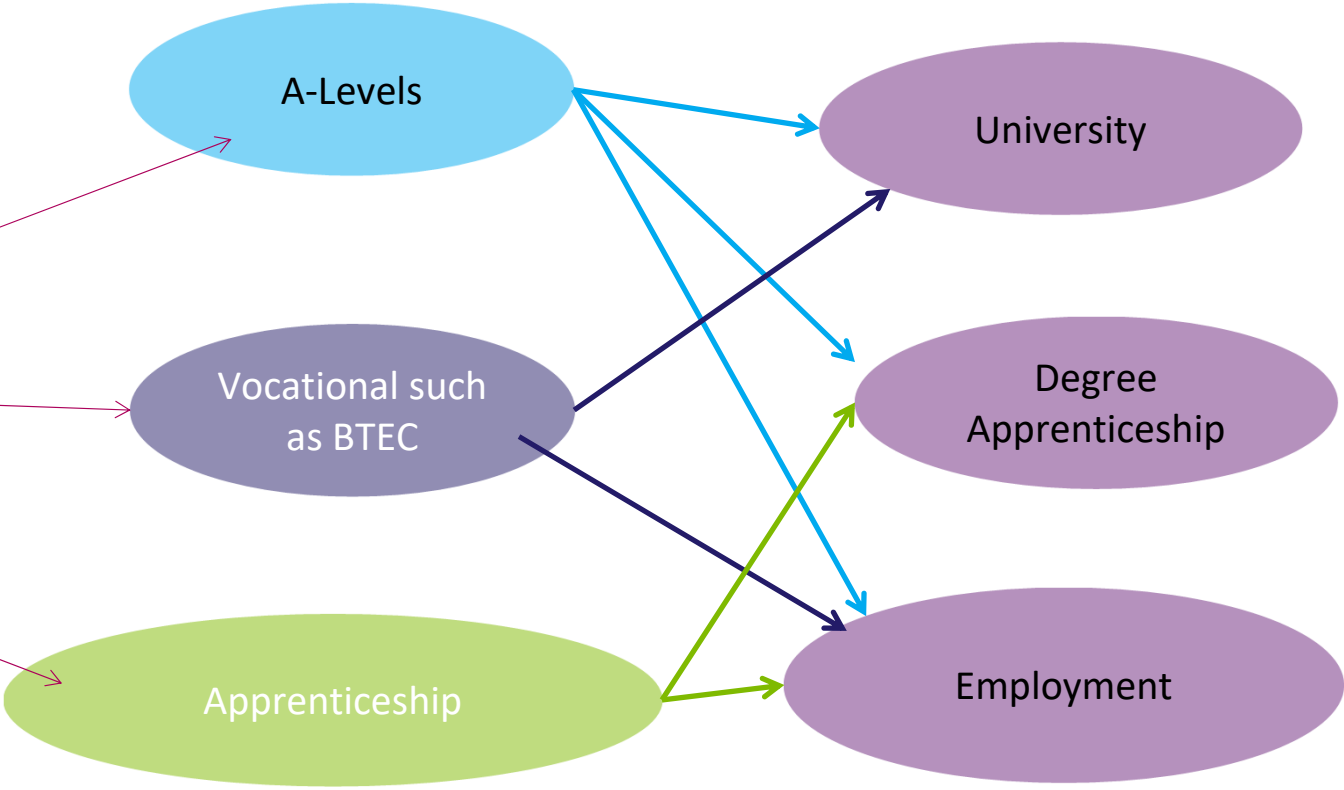 A-Levels
University
Vocational such
as BTEC
Degree
Apprenticeship
Apprenticeship
Employment